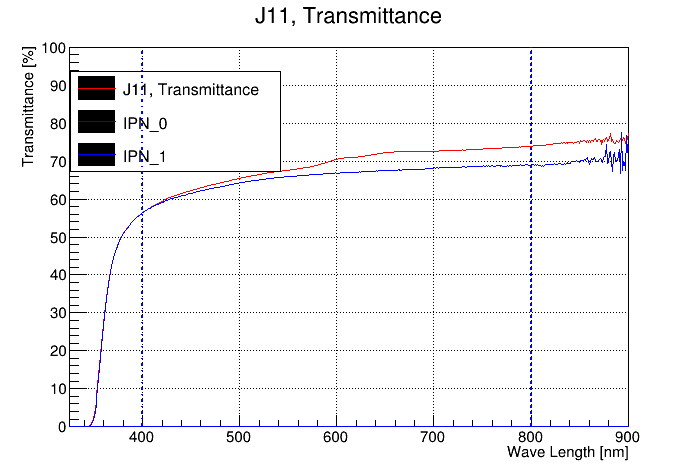 J11, Transmittance
Transmittance [%]
100
90
80
70
60
50
40
30
20
10
0
J11, Transmittance
IPN_0
IPN_1
400
500
600
700
800
900
Wave Length [nm]